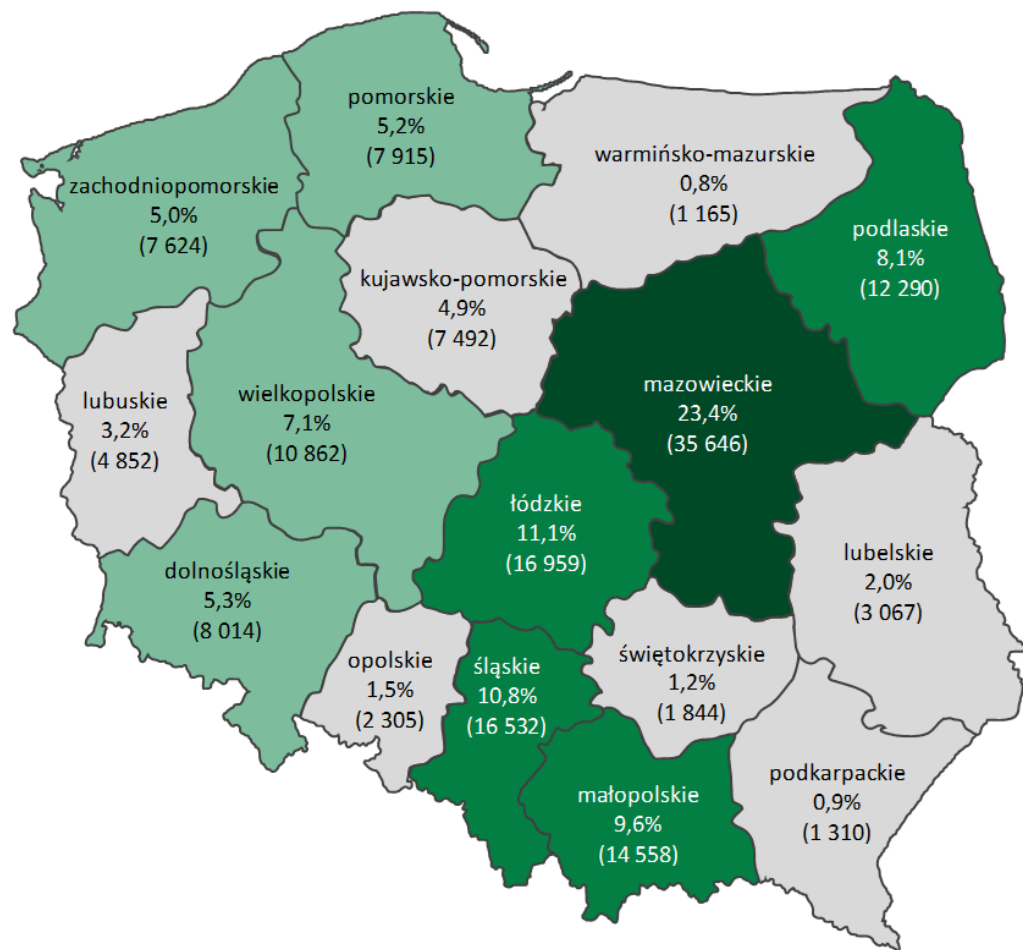 pomorskie
5,2%
(7 915)
warmińsko-mazurskie
0,8%
(1 165)
zachodniopomorskie
5,0%
(7 624)
podlaskie
8,1%
(12 290)
kujawsko-pomorskie
4,9%
(7 492)
mazowieckie
23,4%
(35 646)
lubuskie
3,2%
(4 852)
wielkopolskie
7,1%
(10 862)
łódzkie
11,1%
(16 959)
lubelskie
2,0%
(3 067)
dolnośląskie
5,3%
(8 014)
opolskie
1,5%
(2 305)
śląskie
10,8%
(16 532)
świętokrzyskie
1,2%
(1 844)
małopolskie
9,6%
(14 558)
podkarpackie
0,9%
(1 310)